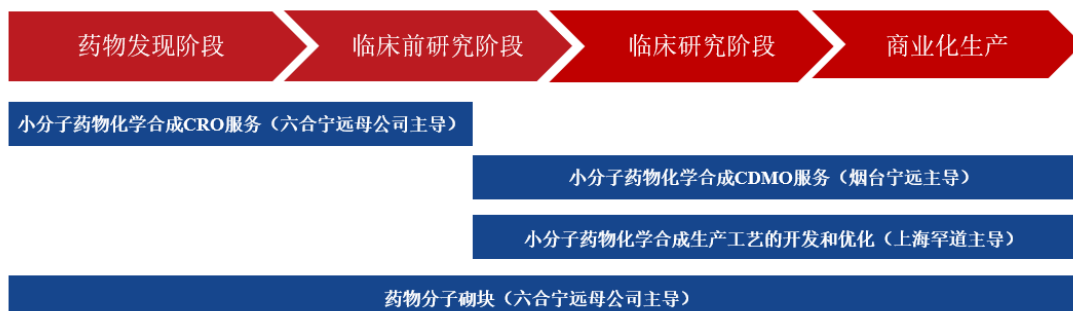 药物发现阶段
临床前研究阶段
临床研究阶段
商业化生产
小分子药物化学合成CRO服务（六合宁远母公司主导）
小分子药物化学合成CDMO服务（烟台宁远主导）
小分子药物化学合成生产工艺的开发和优化（上海罕道主导）
药物分子砌块（六合宁远母公司主导）